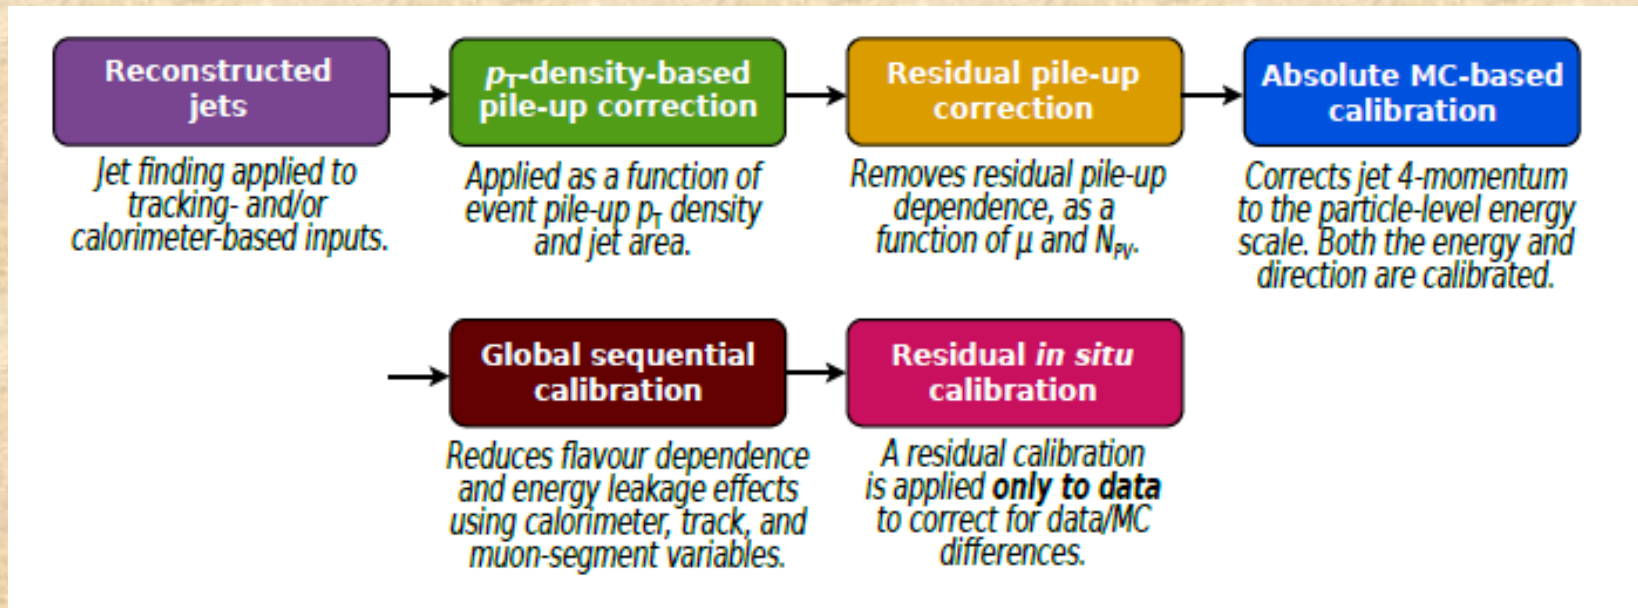 Reconstructed
jets
Jet finding applied to
tracking- and/or
calorimeter-based inputs.
pT-density-based
pile-up correction
Applied as a function of
event pile-up pT density
and jet area.
Residual pile-up
correction
Removes residual pile-up
dependence, as a
function of µ and NPV.
Absolute MC-based
calibration
Corrects jet 4-momentum
to the particle-level energy
scale. Both the energy and
direction are calibrated.
Global sequential
calibration
Reduces flavour dependence
and energy leakage effects
using calorimeter, track, and
muon-segment variables.
Residual in situ
calibration
A residual calibration
is applied only to data
to correct for data/MC
differences.